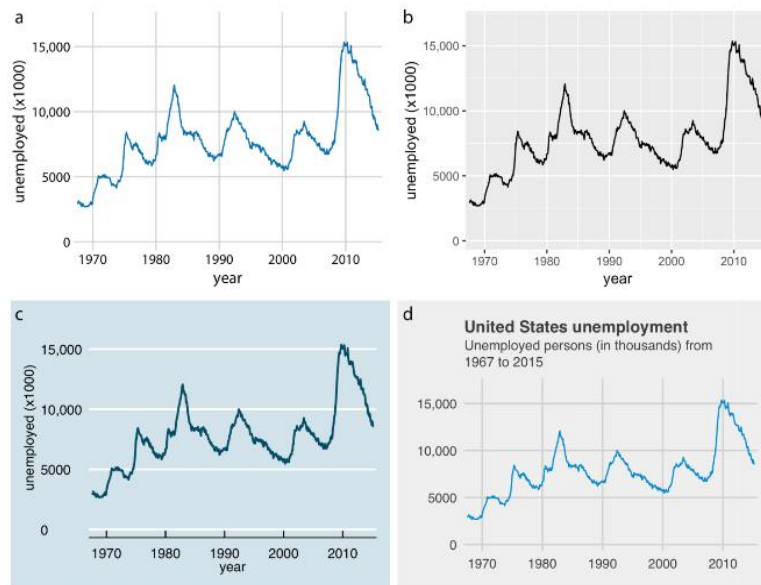 a
15,000
10,000
5000
0
unemployed (x1000)
1970 1980 1990 2000 2010
year
b
15,000
10,000
5000
0
unemployed (x1000)
1970 1980 1990 2000 2010
year
c
15,000
10,000
5000
0
unemployed (x1000)
1970 1980 1990 2000 2010
year
d
United States unemployment
Unemployed persons (in thousands) from
1967 to 2015
15,000
10,000
5000
0
1970 1980 1990 2000 2010